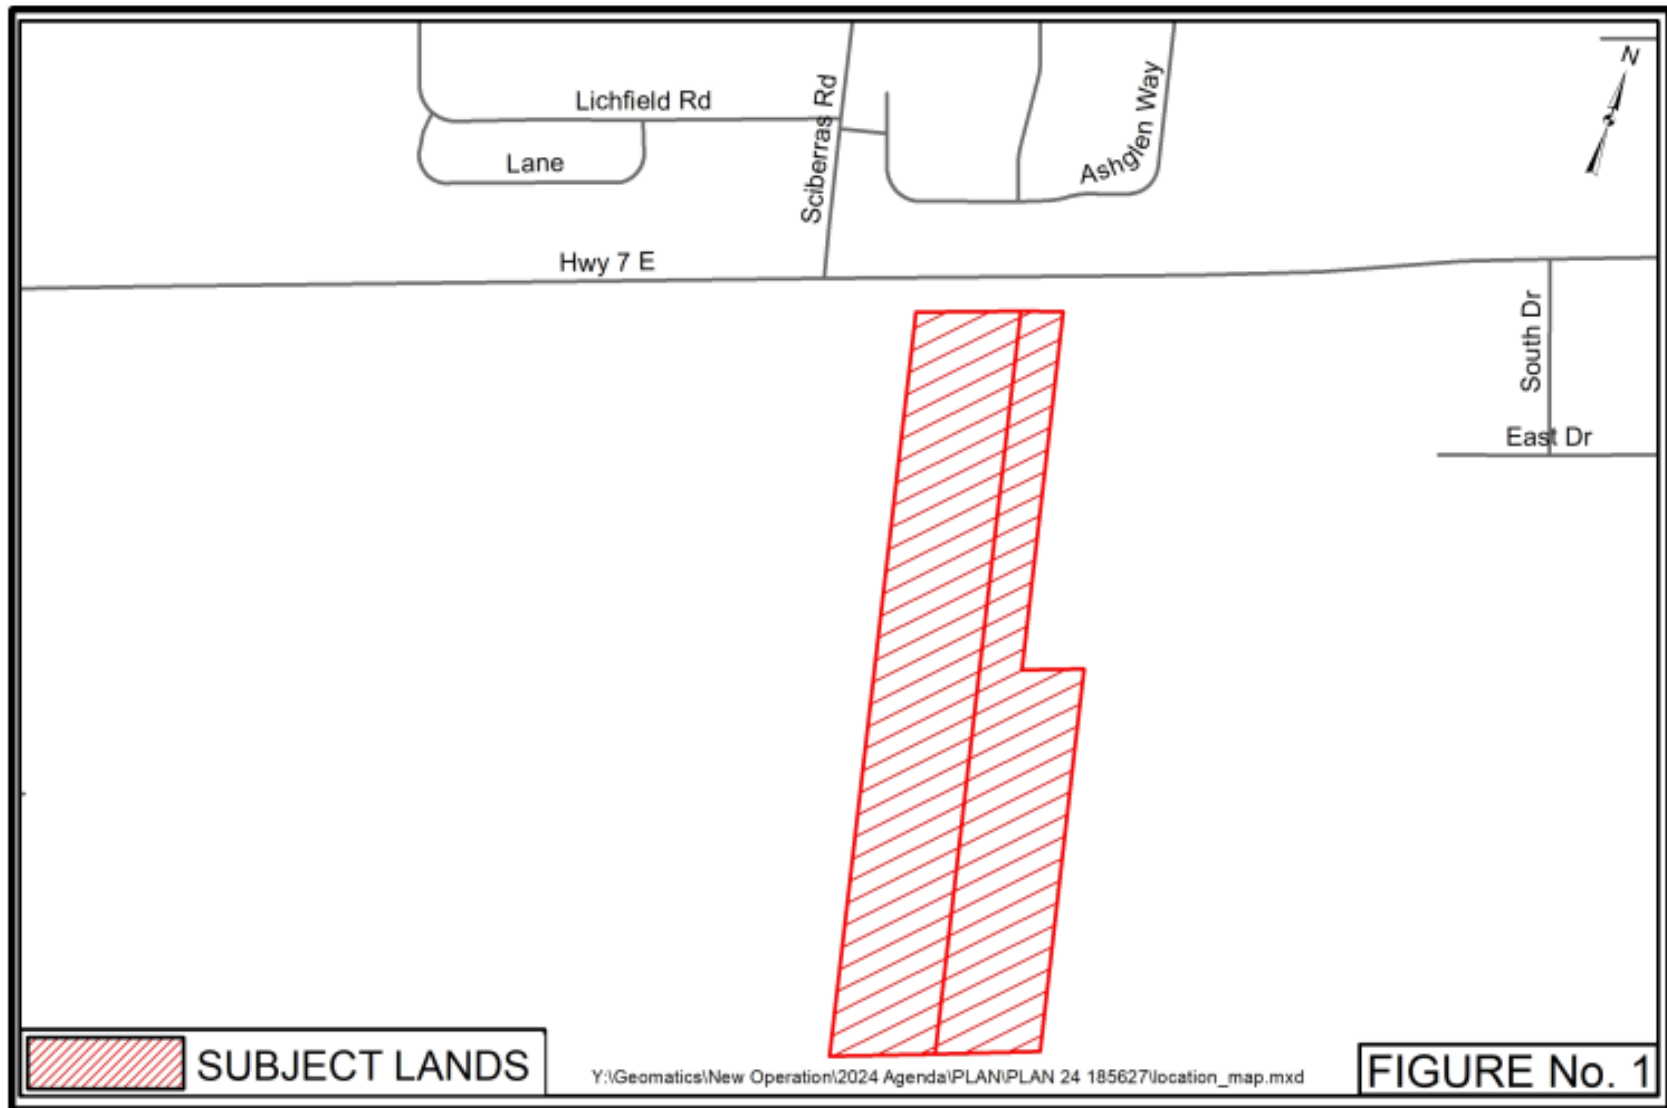 N
Lichfield Rd
Sciberras Rd
Ashglen Way
Lane
Hwy 7 E
South Dr
East Dr
SUBJECT LANDS
Y:\Geomatics\New Operation\2024 Agenda\PLAN\PLAN 24 185627\location_map.mxd
FIGURE No. 1